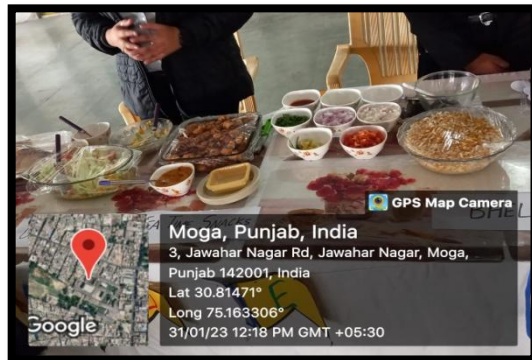 SNACKS
BHEL
GPS Map Camera
Moga, Punjab, India
3, Jawahar Nagar Rd, Jawahar Nagar, Moga,
Punjab 142001, India
Lat 30.81471°
Long 75.163306°
31/01/23 12:18 PM GMT +05:30
Google